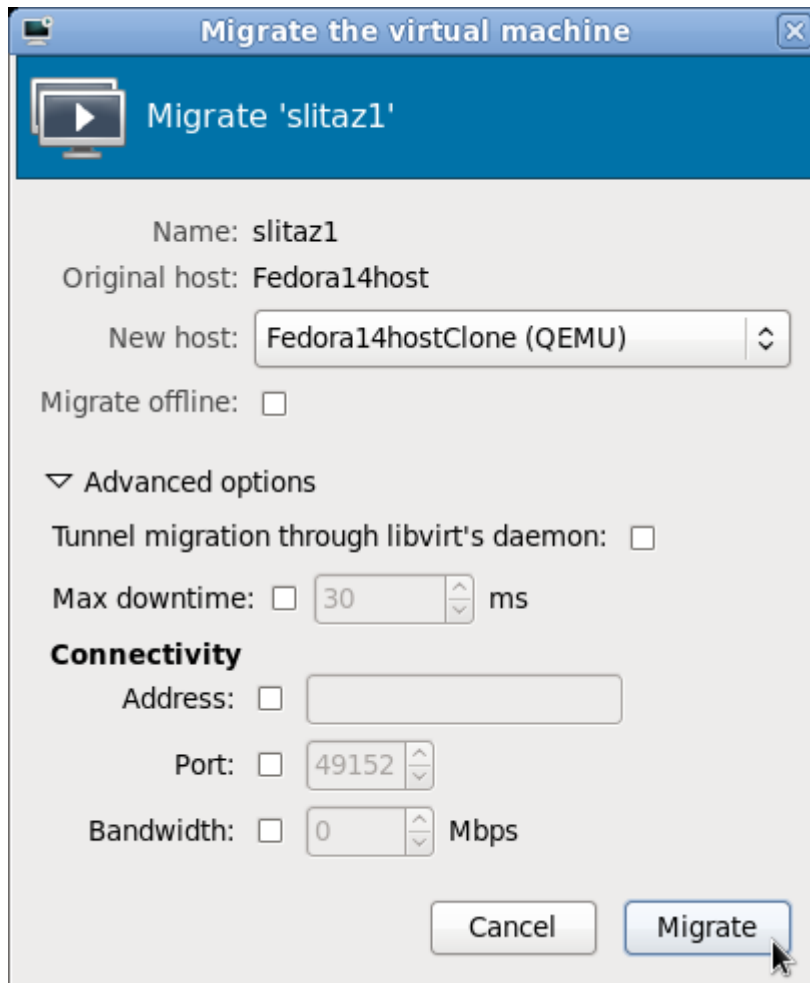 Migrate the virtual machine
Migrate 'slitaz1'
Name: slitaz1
Original host: Fedora14host
New host: Fedora14hostClone (QEMU)
Migrate offline:
Advanced options
Tunnel migration through libvirt's daemon:
Max downtime: 30 ms
Connectivity
Address:
Port: 49152
Bandwidth: 0 Mbps
Cancel Migrate